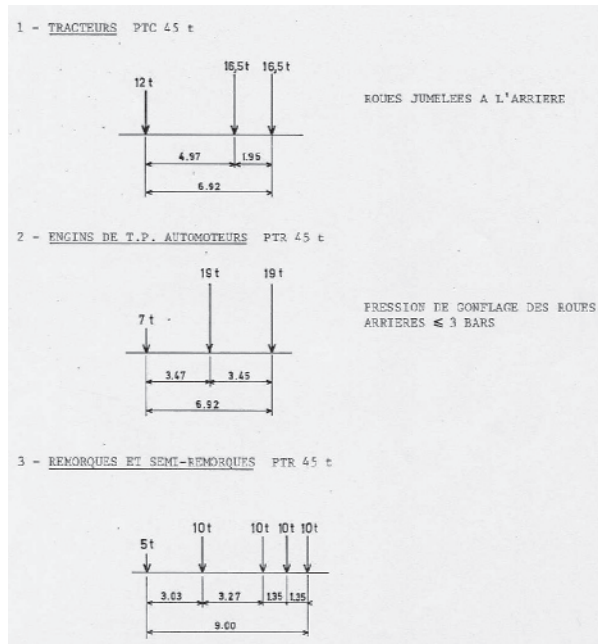 1 - TRACTEURS PTC 45 t
16,5t 16,5t
12t
ROUES JUMELEES A L'ARRIERE
4.97 1.95
6.92
2 - ENGINS DE T.P. AUTOMOTEURS PTR 45 t
19t 19t
7t
PRESSION DE GONFLAGE DES ROUES
ARRIERES ≤ 3 BARS
3.47 3.45
6.92
3 - REMORQUES ET SEMI-REMORQUES PTR 45 t
10t 10t 10t 10t
5t
3.03 3.27 1.35 1.35
9.00